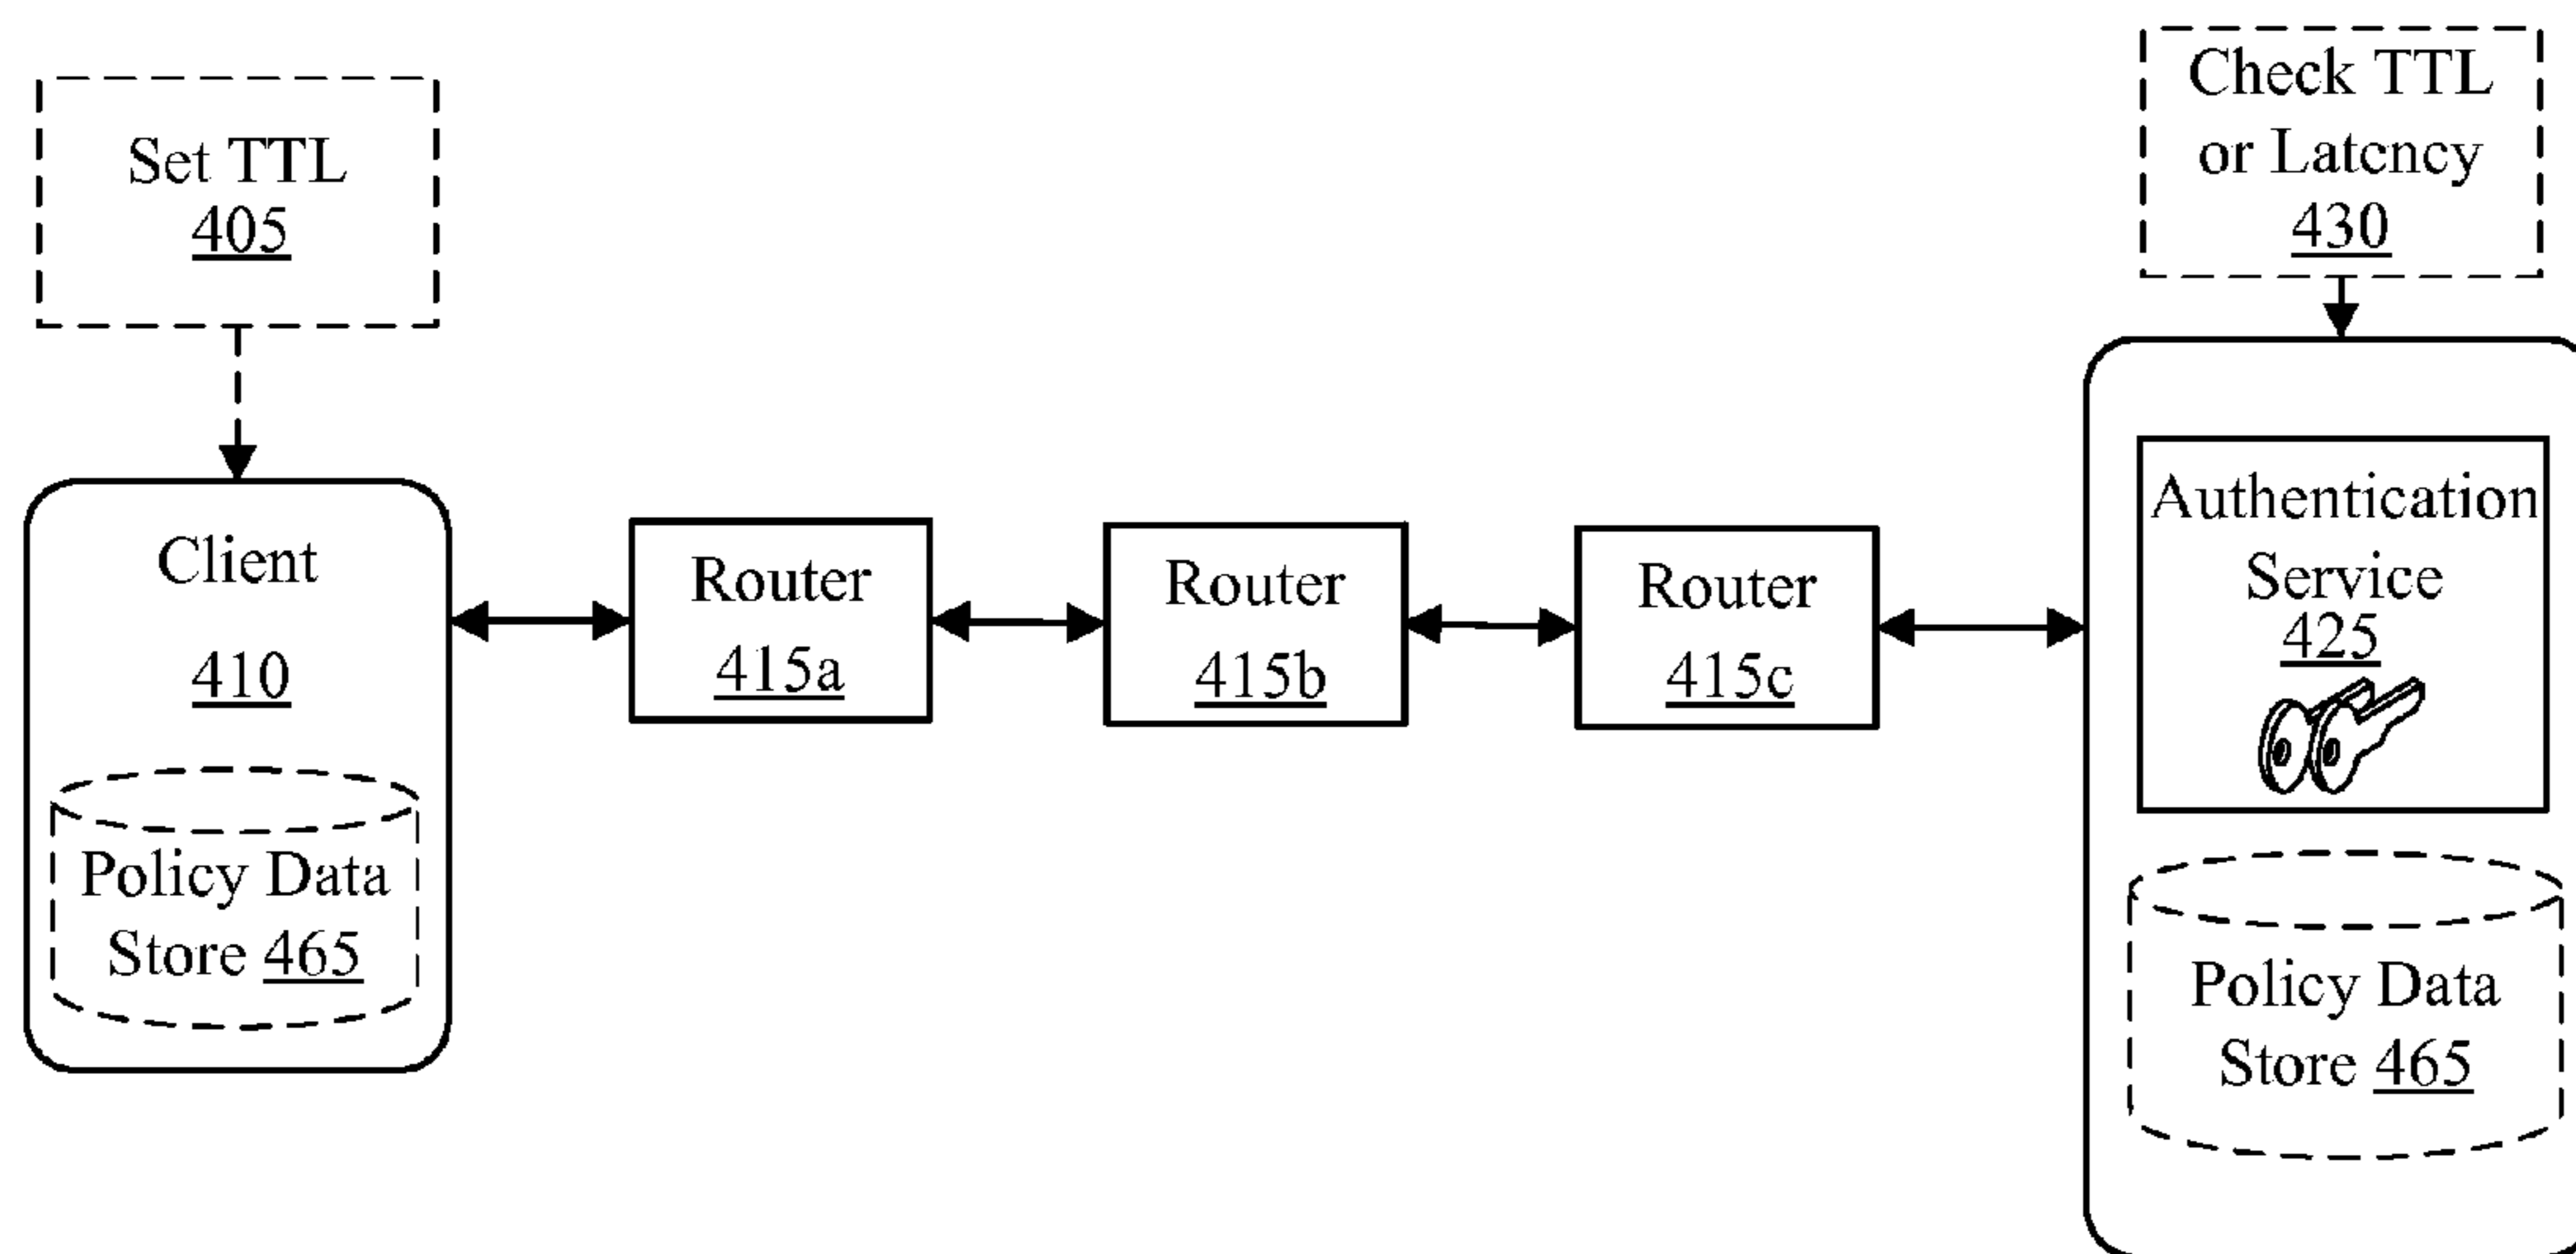 Set TTL
405
Check TTL
or Latency
430
Client
410
Policy Data
Store 465
Router
415a
Router
415b
Router
415c
Authentication
Service
425
Policy Data
Store 465